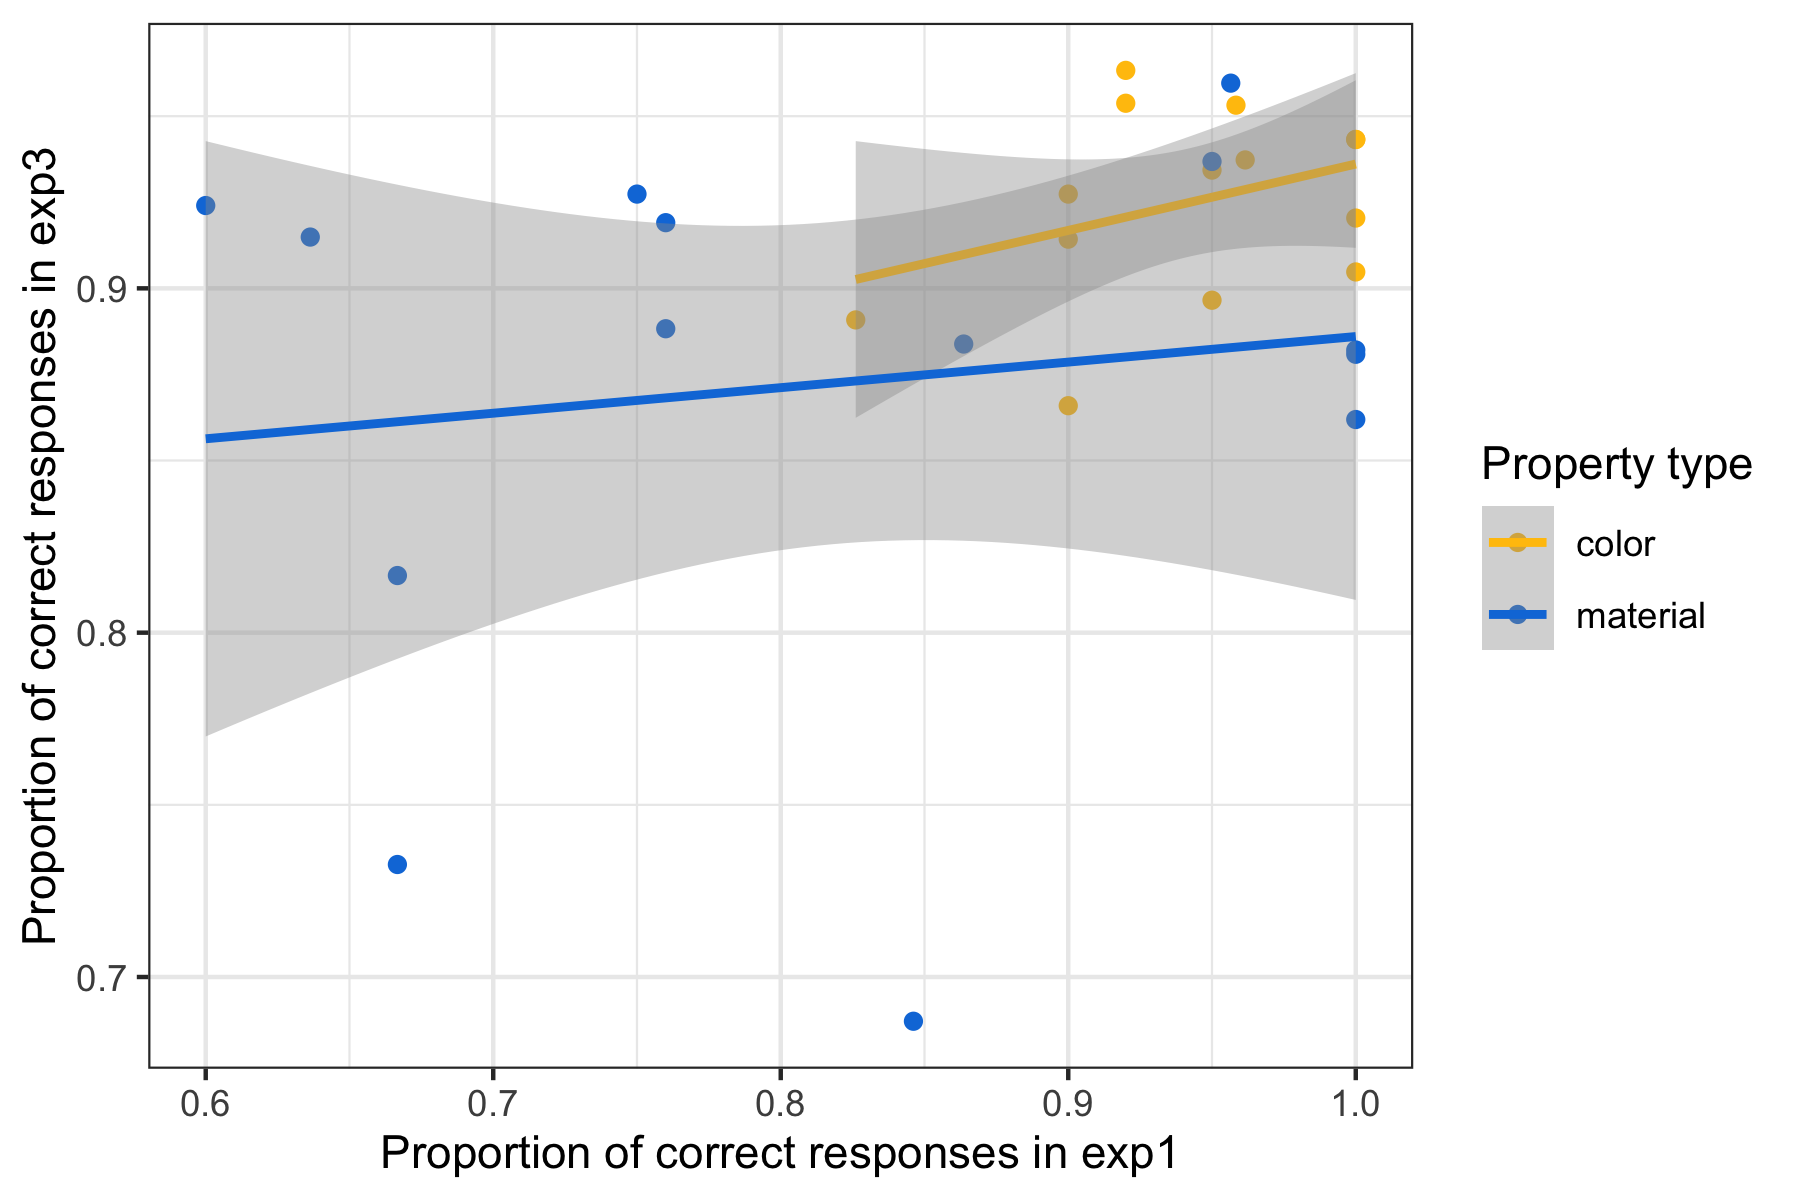 Proportion of correct responses in exp3
0.9
0.8
0.7
0.6 0.7 0.8 0.9 1.0
Proportion of correct responses in exp1
Property type
color
material